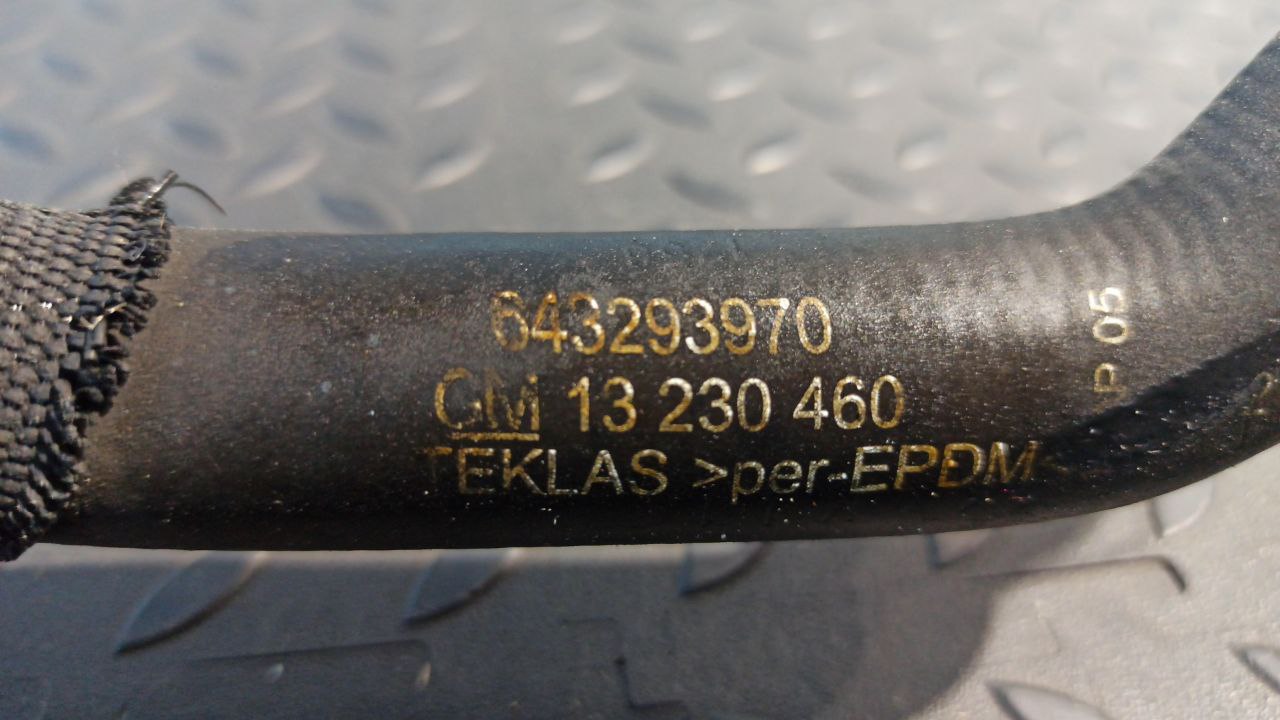 643293970
GM 13 230 460
TEKLAS >per-EPDM<
P 05